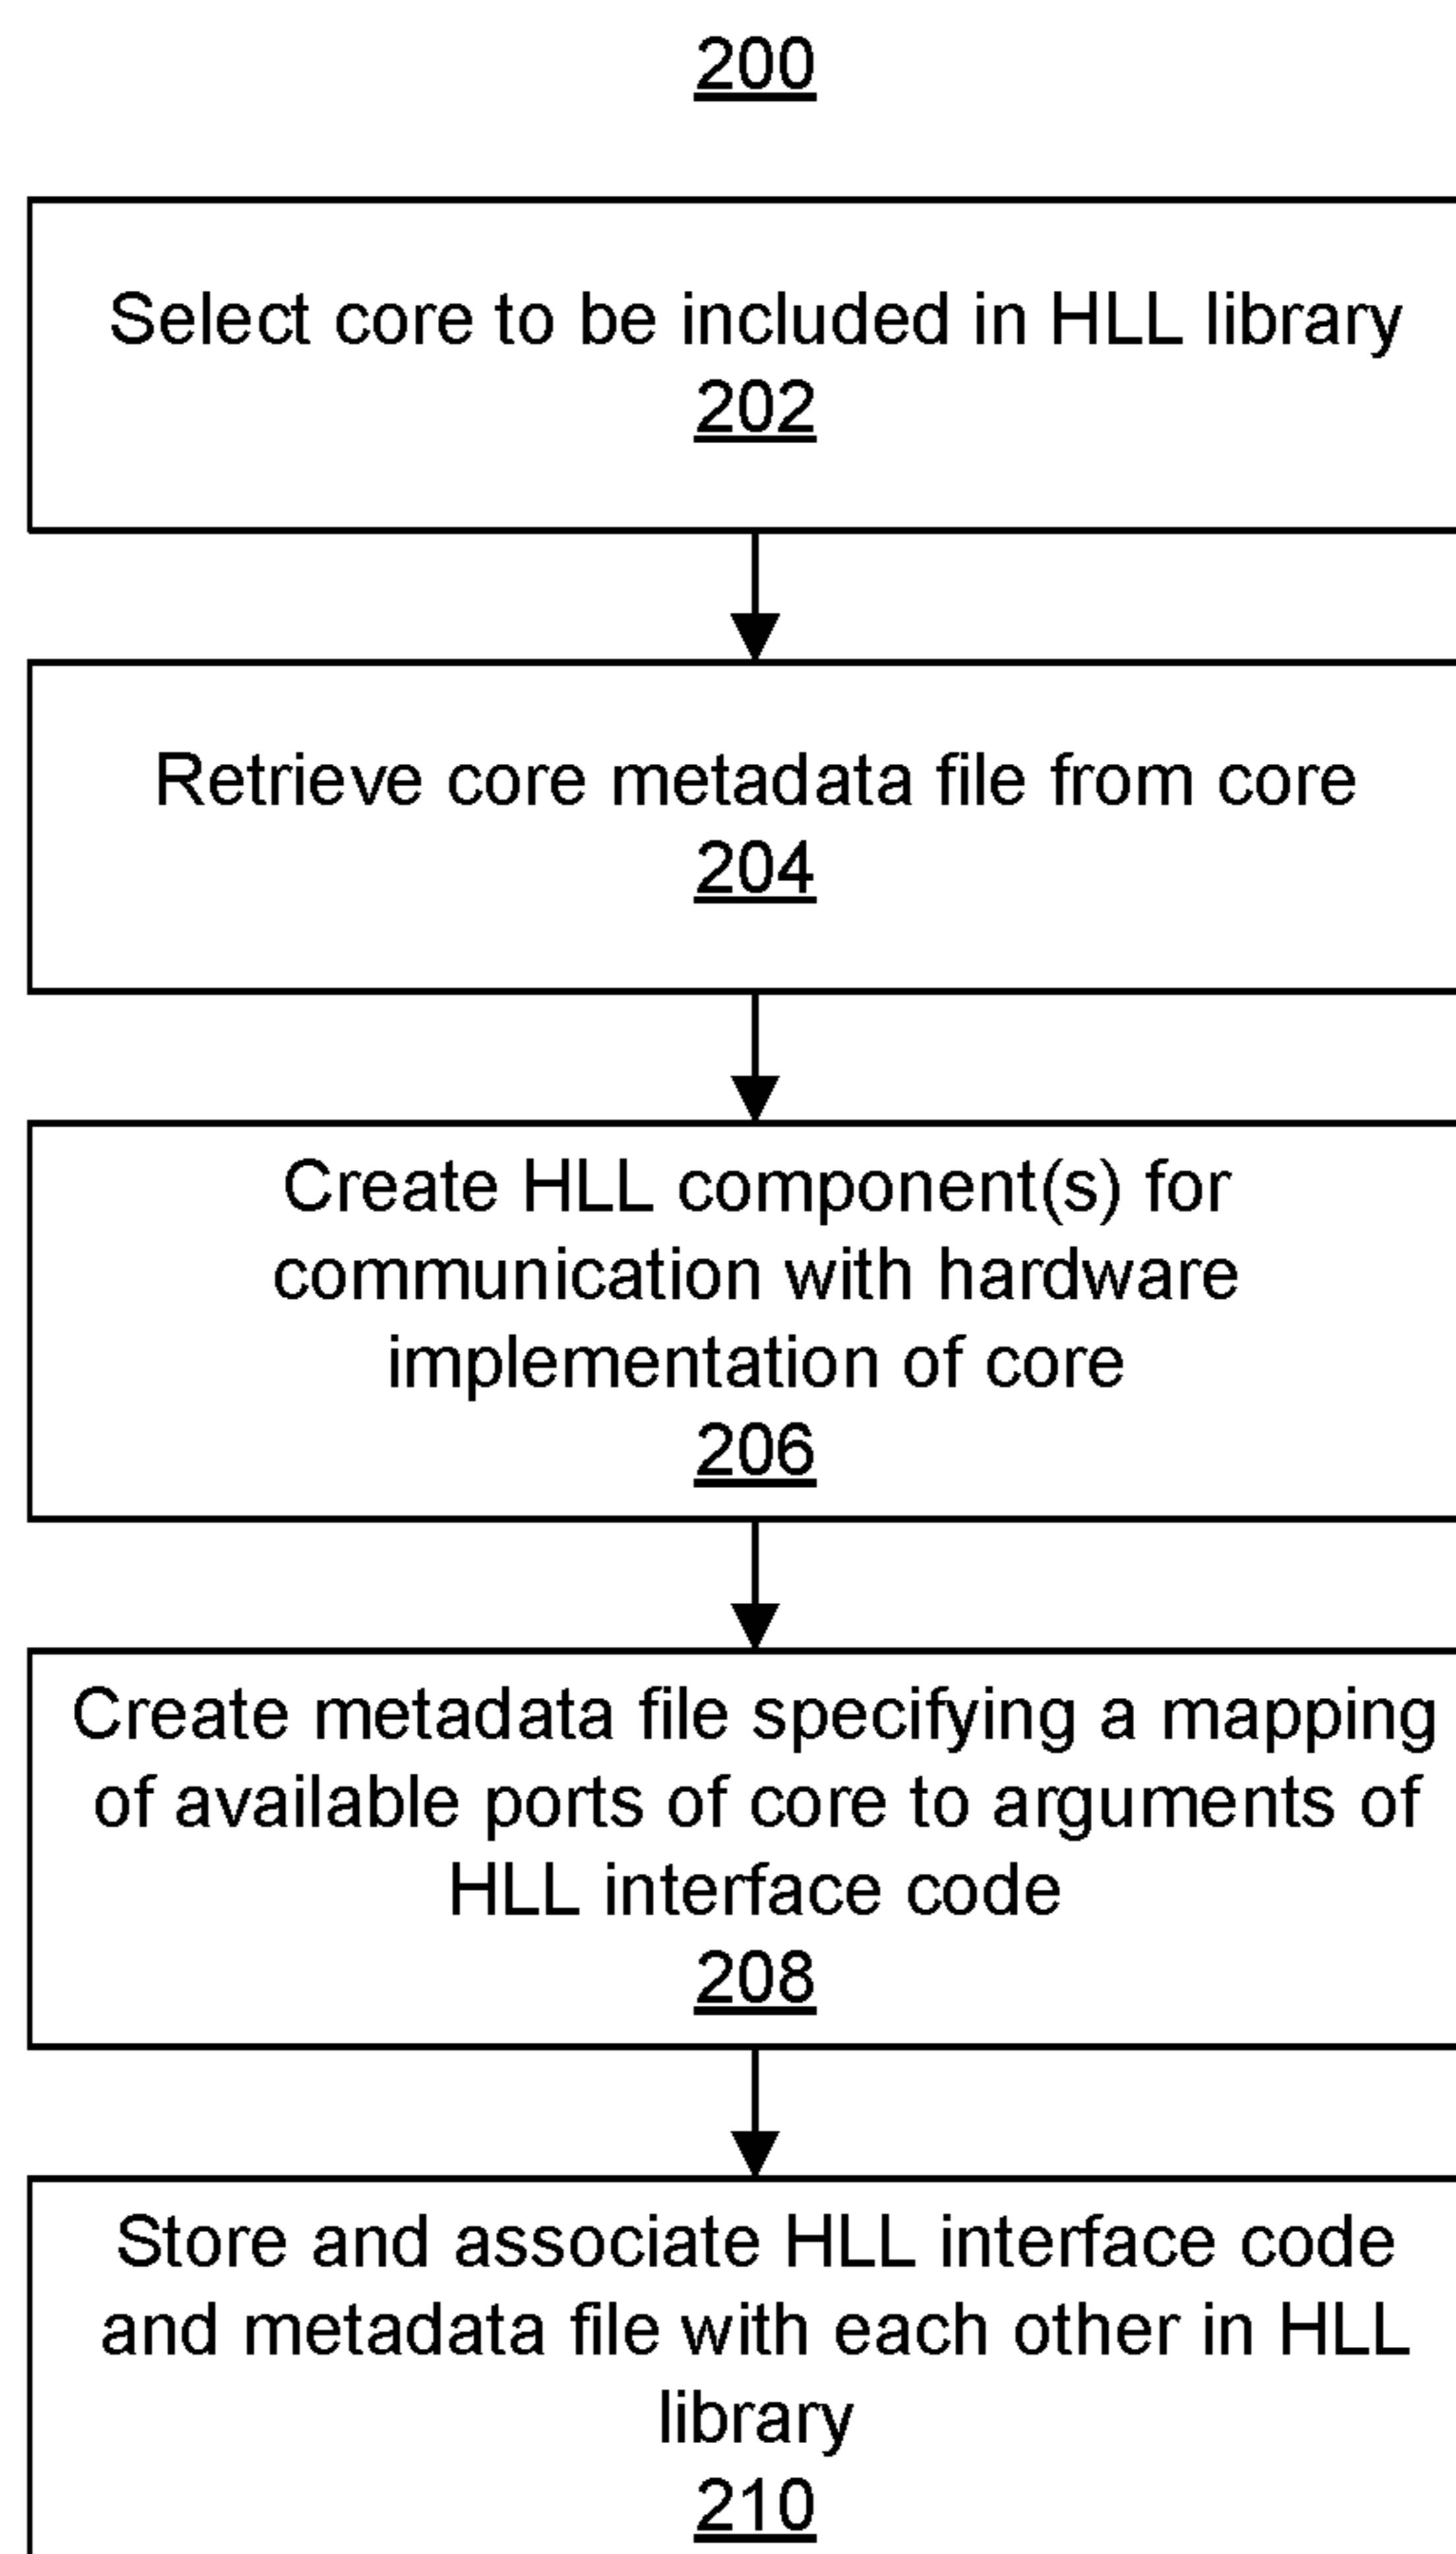 200
Select core to be included in HLL library
202
Retrieve core metadata file from core
204
Create HLL component(s) for
communication with hardware
implementation of core
206
Create metadata file specifying a mapping
of available ports of core to arguments of
HLL interface code
208
Store and associate HLL interface code
and metadata file with each other in HLL
library
210